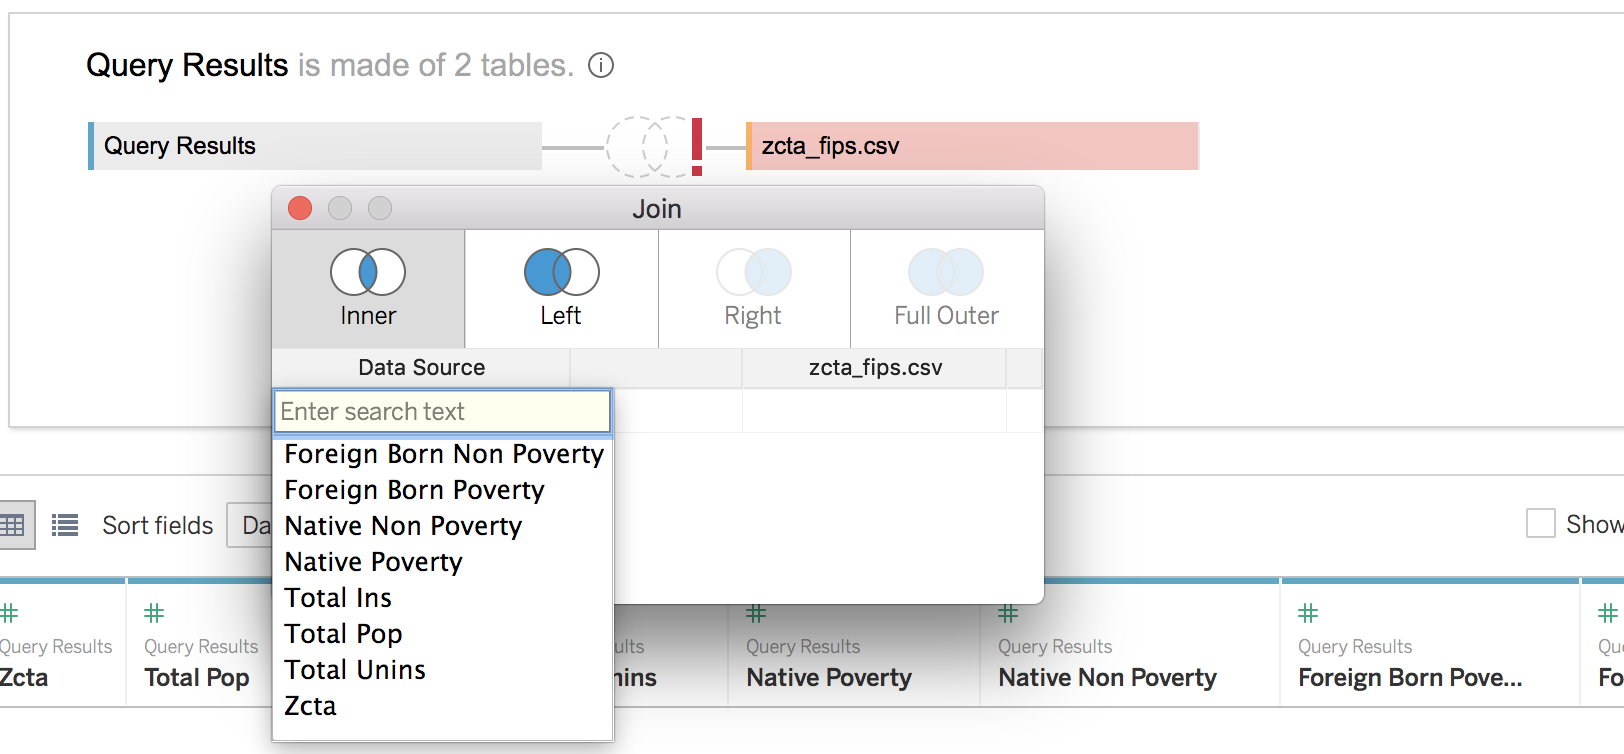 Query Results is made of 2 tables.
Query Results
zcta_fips.csv
Join
Inner
Left
Right
Full Outer
Data Source
zcta_fips.csv
Enter search text
Foreign Born Non Poverty
Foreign Born Poverty
Native Non Poverty
Native Poverty
Total Ins
Total Pop
Total Unins
Zcta
Sort fields
Da
Show
# # # # # #
Query Results Query Results ults Query Results Query Results Query Results Qu
Zcta Total Pop nins Native Poverty Native Non Poverty Foreign Born Pove... Fo